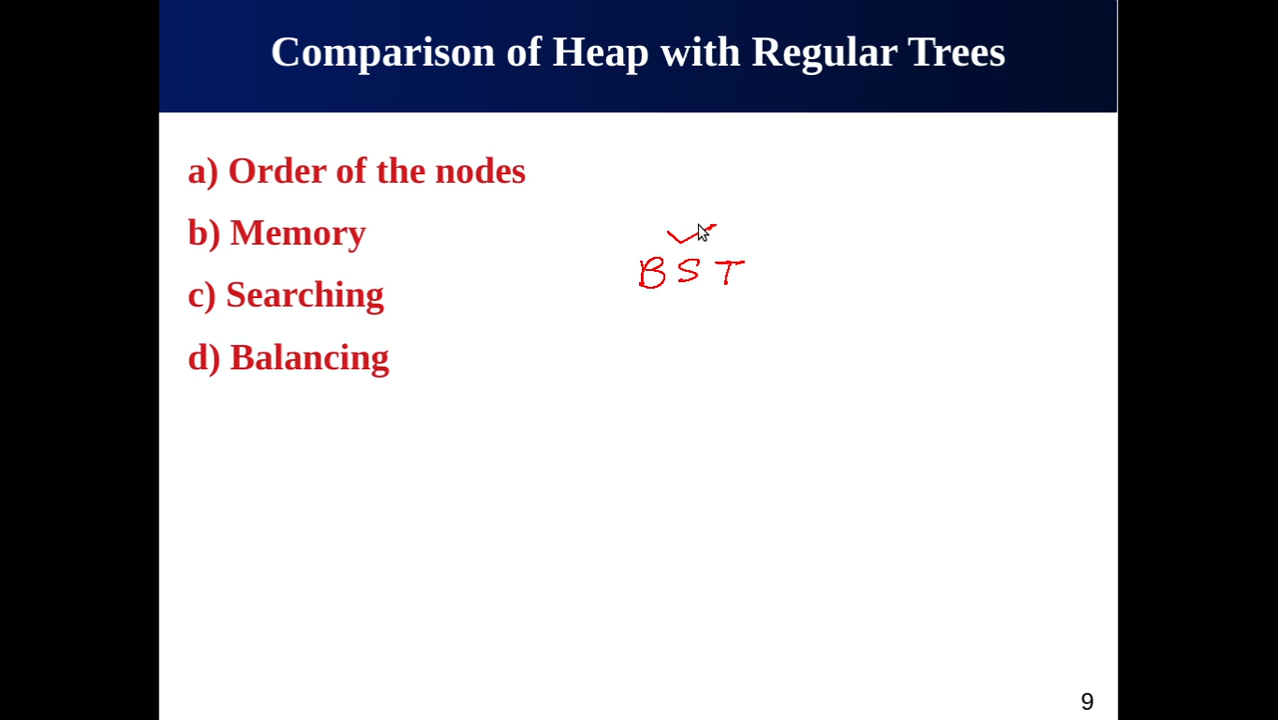 Comparison of Heap with Regular Trees
a) Order of the nodes
b) Memory
BST
c) Searching
d) Balancing
9